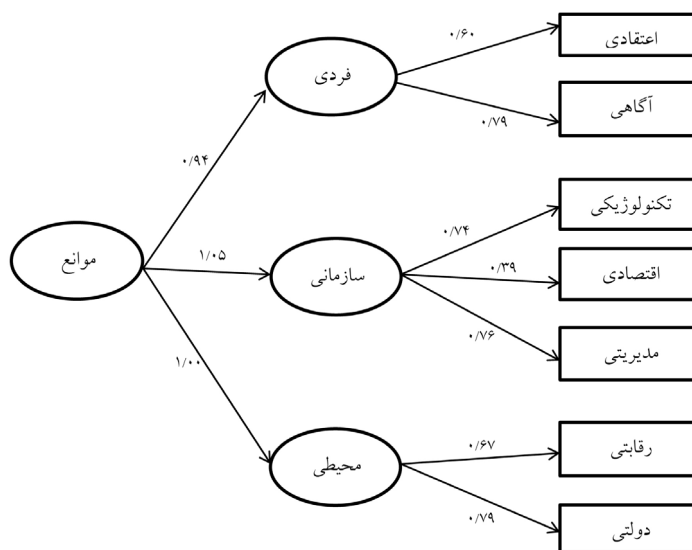 موانع
۰/۹۴
۱/۰۵
۱/۰۰
فردی
سازمانی
محیطی
۰/۶۰
۰/۷۹
۰/۷۴
۰/۳۹
۰/۷۶
۰/۶۷
۰/۷۹
اعتقادی
آگاهی
تکنولوژیکی
اقتصادی
مدیریتی
رقابتی
دولتی